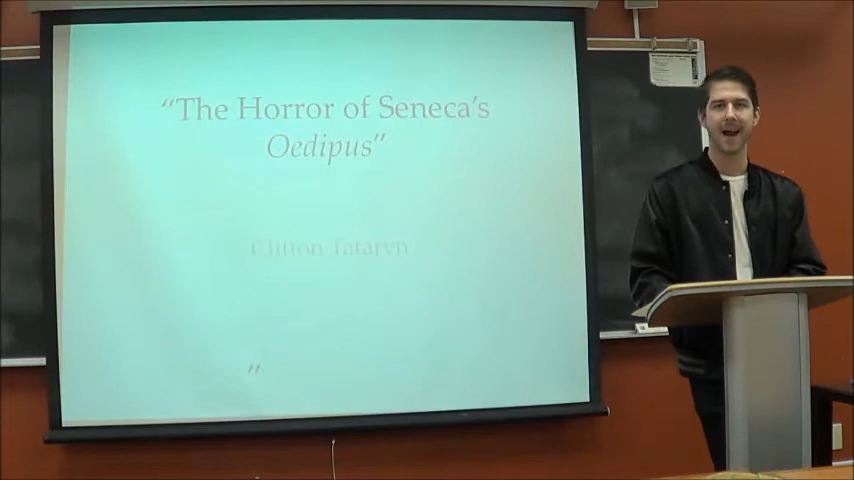 “The Horror of Seneca’s
Oedipus”
Clifton Tataryn
”